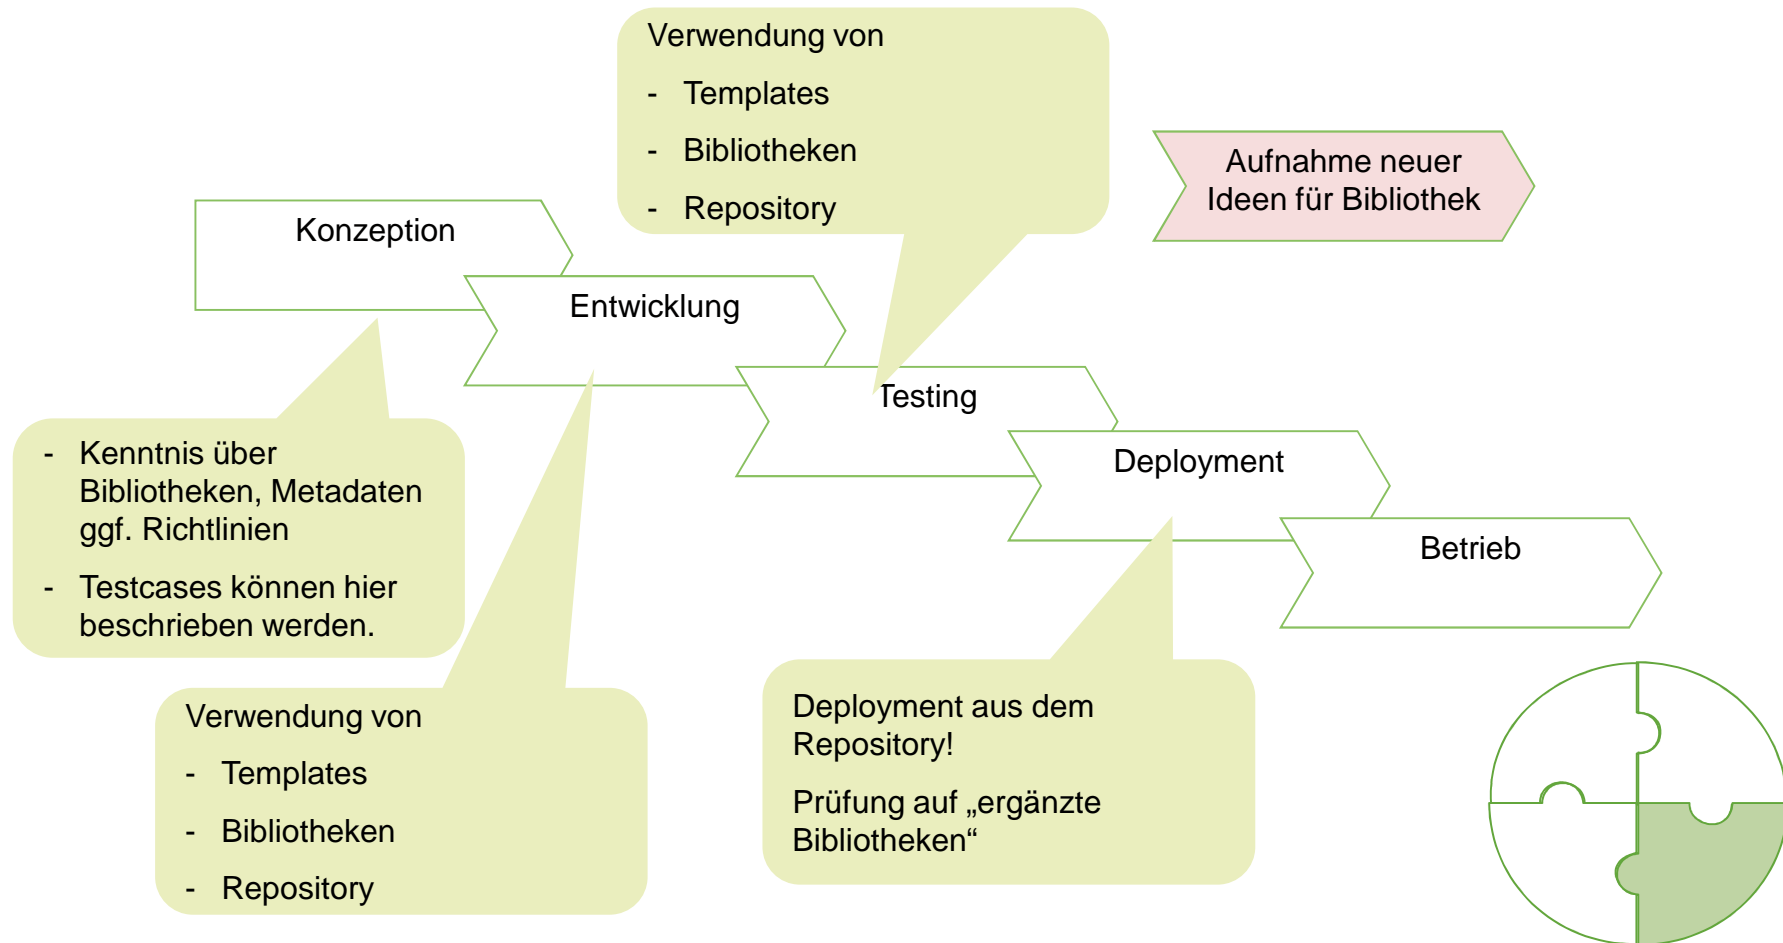 Verwendung von
- Templates
- Bibliotheken
- Repository
Aufnahme neuer
Ideen für Bibliothek
Konzeption
Entwicklung
Testing
Deployment
Betrieb
- Kenntnis über
Bibliotheken, Metadaten
ggf. Richtlinien
- Testcases können hier
beschrieben werden.
Verwendung von
- Templates
- Bibliotheken
- Repository
Deployment aus dem
Repository!
Prüfung auf „ergänzte
Bibliotheken“